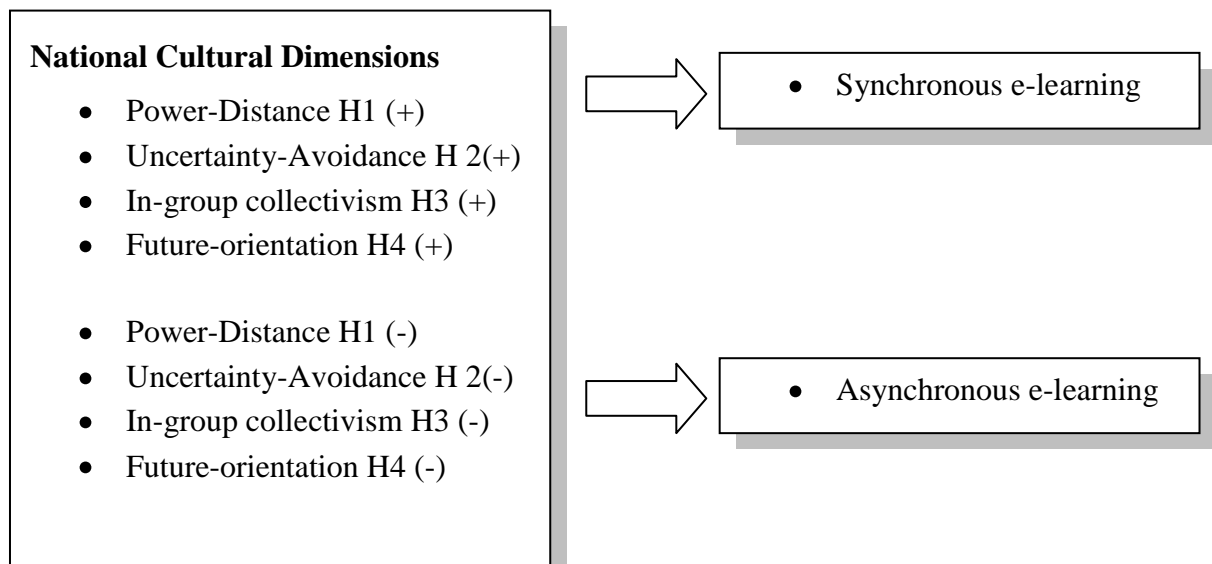 National Cultural Dimensions
• Power-Distance H1 (+)
• Uncertainty-Avoidance H 2(+)
• In-group collectivism H3 (+)
• Future-orientation H4 (+)
• Power-Distance H1 (-)
• Uncertainty-Avoidance H 2(-)
• In-group collectivism H3 (-)
• Future-orientation H4 (-)
• Synchronous e-learning
• Asynchronous e-learning